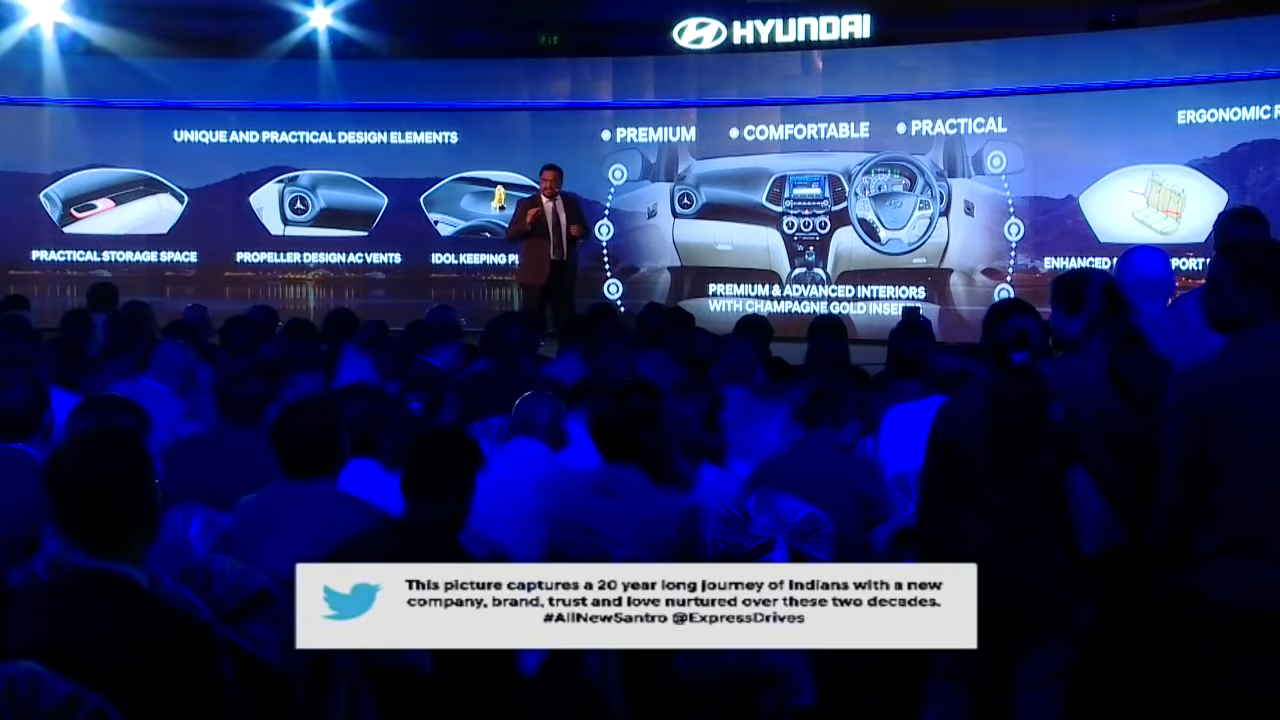 HYUNDAI
UNIQUE AND PRACTICAL DESIGN ELEMENTS
PREMIUM
COMFORTABLE
PRACTICAL
ERGONOMIC
PRACTICAL STORAGE SPACE
PROPELLER DESIGN AC VENTS
IDOL KEEPING
ENHANCED
PREMIUM & ADVANCED INTERIORS
WITH CHAMPAGNE GOLD
This picture captures a 20 year long journey of Indians with a new
company, brand, trust and love nurtured over these two decades.
#AllNewSantro @ExpressDrives